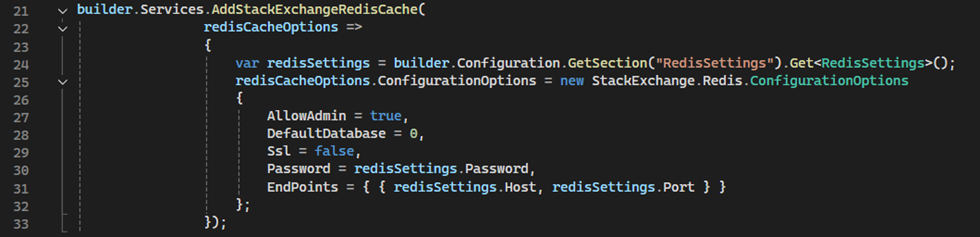 21 builder.Services.AddStackExchangeRedisCache(
22 redisCacheOptions =>
23 {
24 var redisSettings = builder.Configuration.GetSection("RedisSettings").Get<RedisSettings>();
25 redisCacheOptions.ConfigurationOptions = new StackExchange.Redis.ConfigurationOptions
26 {
27 AllowAdmin = true,
28 DefaultDatabase = 0,
29 Ssl = false,
30 Password = redisSettings.Password,
31 EndPoints = { { redisSettings.Host, redisSettings.Port } }
32 };
33 });